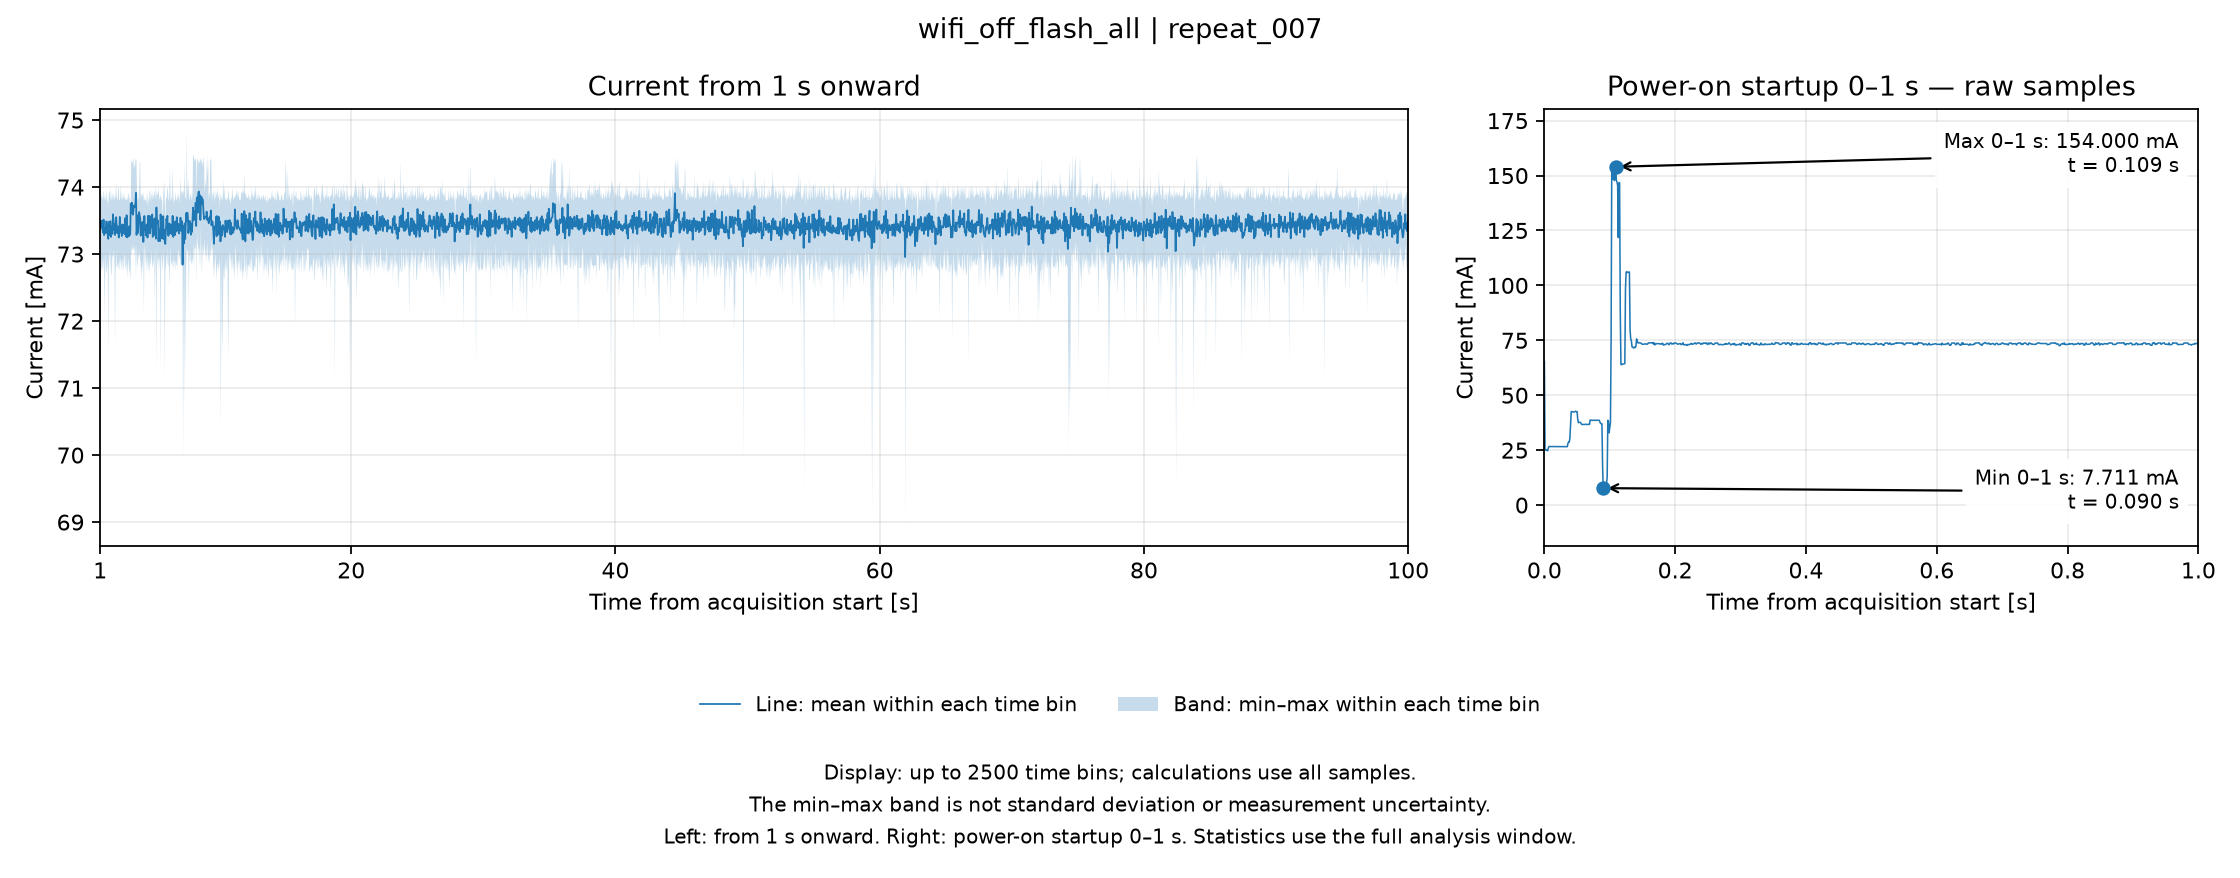 wifi_off_flash_all | repeat_007
Current from 1 s onward
75
74
73
72
71
70
69
Current [mA]
1
20
40
60
80
100
Time from acquisition start [s]
Power-on startup 0–1 s — raw samples
175
150
125
100
75
50
25
0
Current [mA]
Max 0–1 s: 154.000 mA
t = 0.109 s
Min 0–1 s: 7.711 mA
t = 0.090 s
0.0
0.2
0.4
0.6
0.8
1.0
Time from acquisition start [s]
Line: mean within each time bin
Band: min–max within each time bin
Display: up to 2500 time bins; calculations use all samples.
The min–max band is not standard deviation or measurement uncertainty.
Left: from 1 s onward. Right: power-on startup 0–1 s. Statistics use the full analysis window.